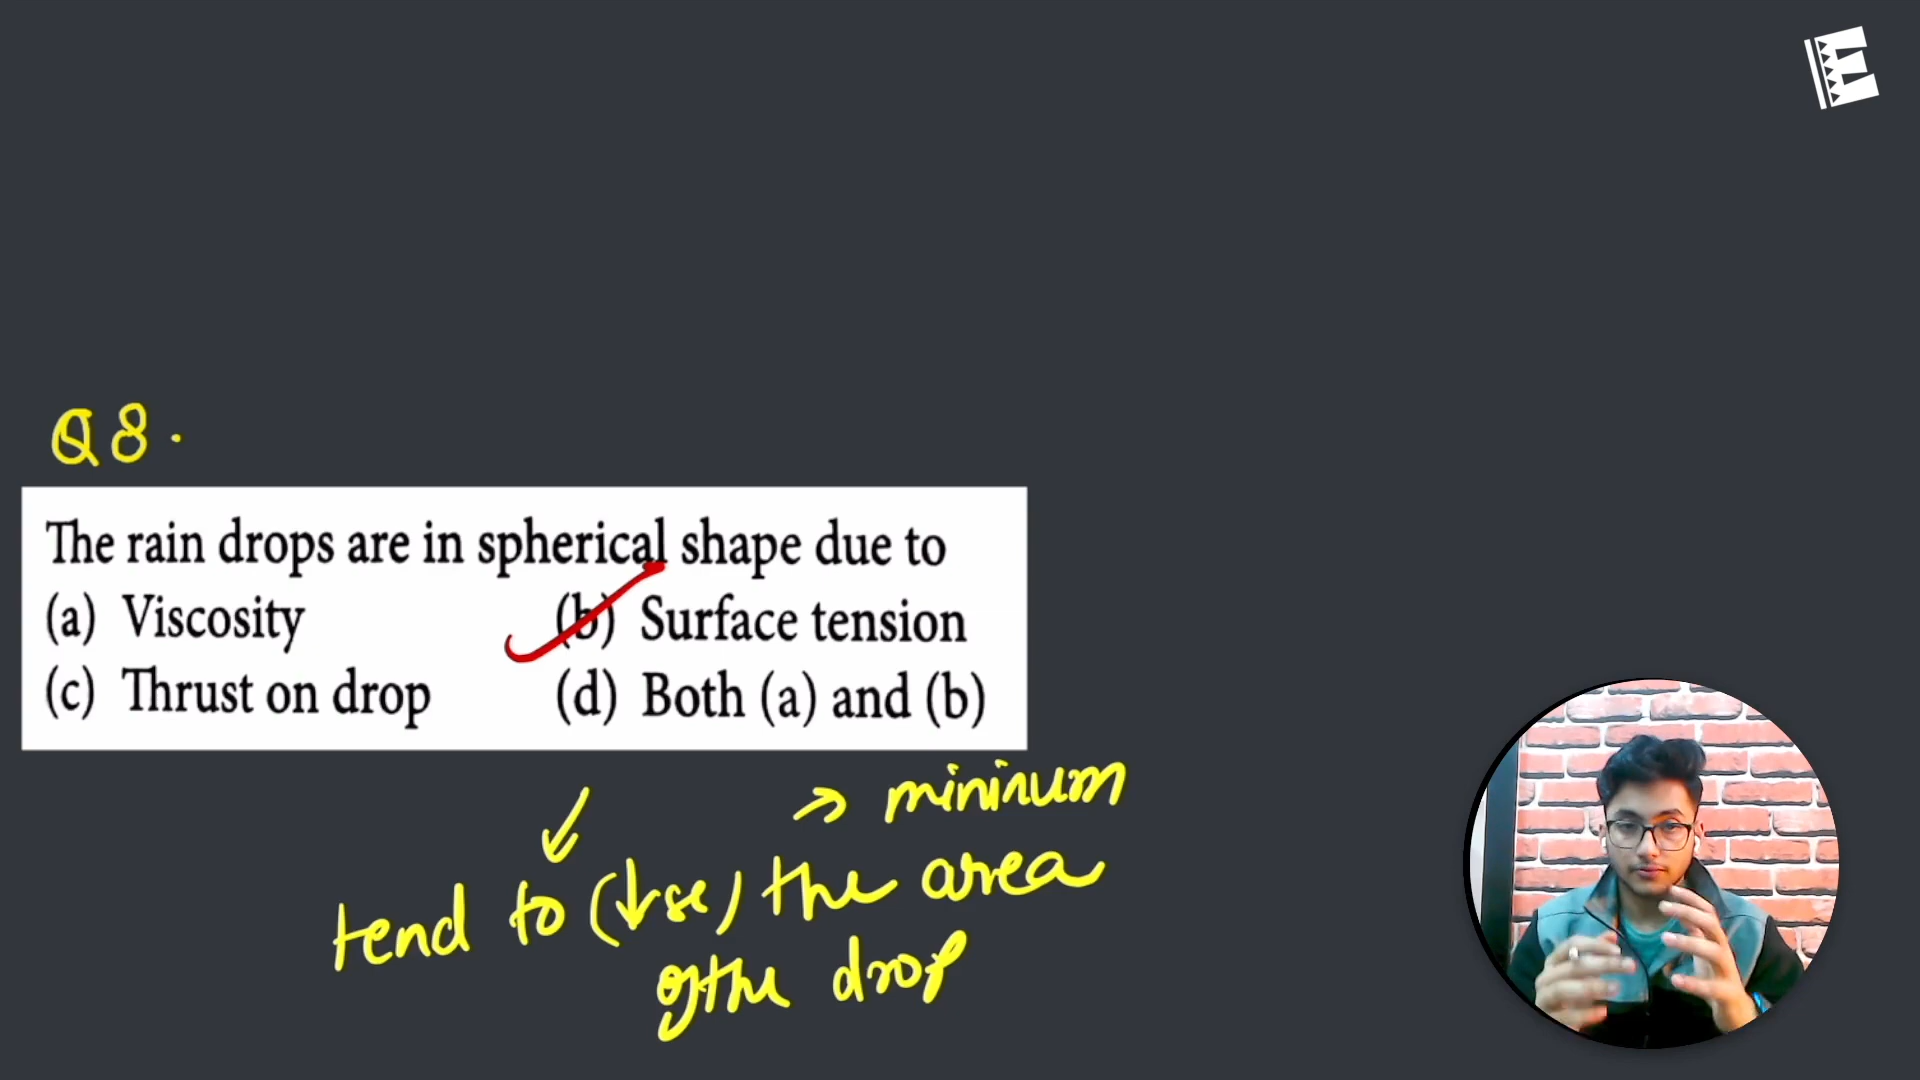 Q8.
The rain drops are in spherical shape due to
(a) Viscosity (b) Surface tension
(c) Thrust on drop (d) Both (a) and (b)
↙ → minimum
tend to (↓se) the area
of the drop